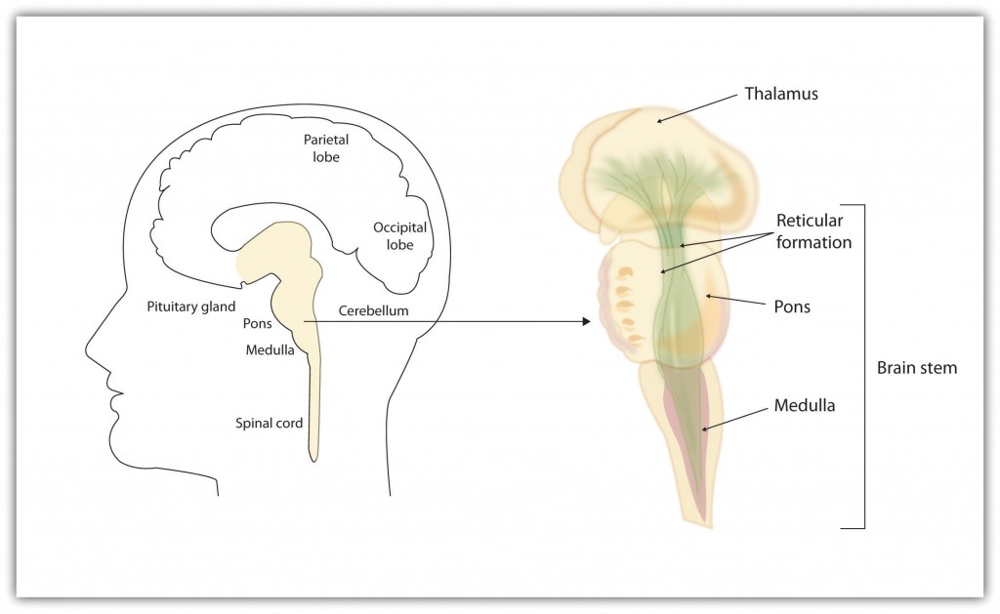 Parietal
lobe
Occipital
lobe
Pituitary gland
Cerebellum
Pons
Medulla
Spinal cord
Thalamus
Reticular
formation
Pons
Brain stem
Medulla